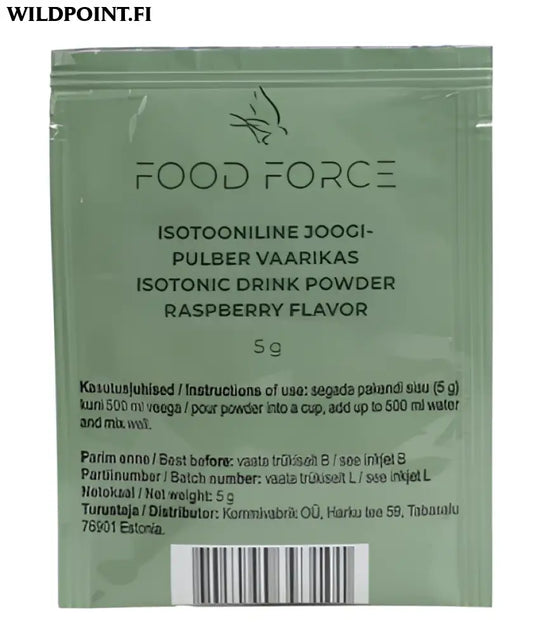 WILDPOINT.FI
FOOD FORCE
ISOTOONILINE JOOGI-
PULBER VAARIKAS
ISOTONIC DRINK POWDER
RASPBERRY FLAVOR
5 g
Kasutusjuhised / Instructions of use: segada pakendi sisu (5 g)
kuni 500 ml veega / pour powder into a cup, add up to 500 ml water
and mix well.
Parim enne / Best before: vaata trükiselt B / see inkjet B
Partiinumber / Batch number: vaata trükiselt L / see inkjet L
Netokaal / Net weight: 5 g
Turustaja / Distributor: Kommivabrik OÜ, Harku tee 59, Tabasalu
76901 Estonia.